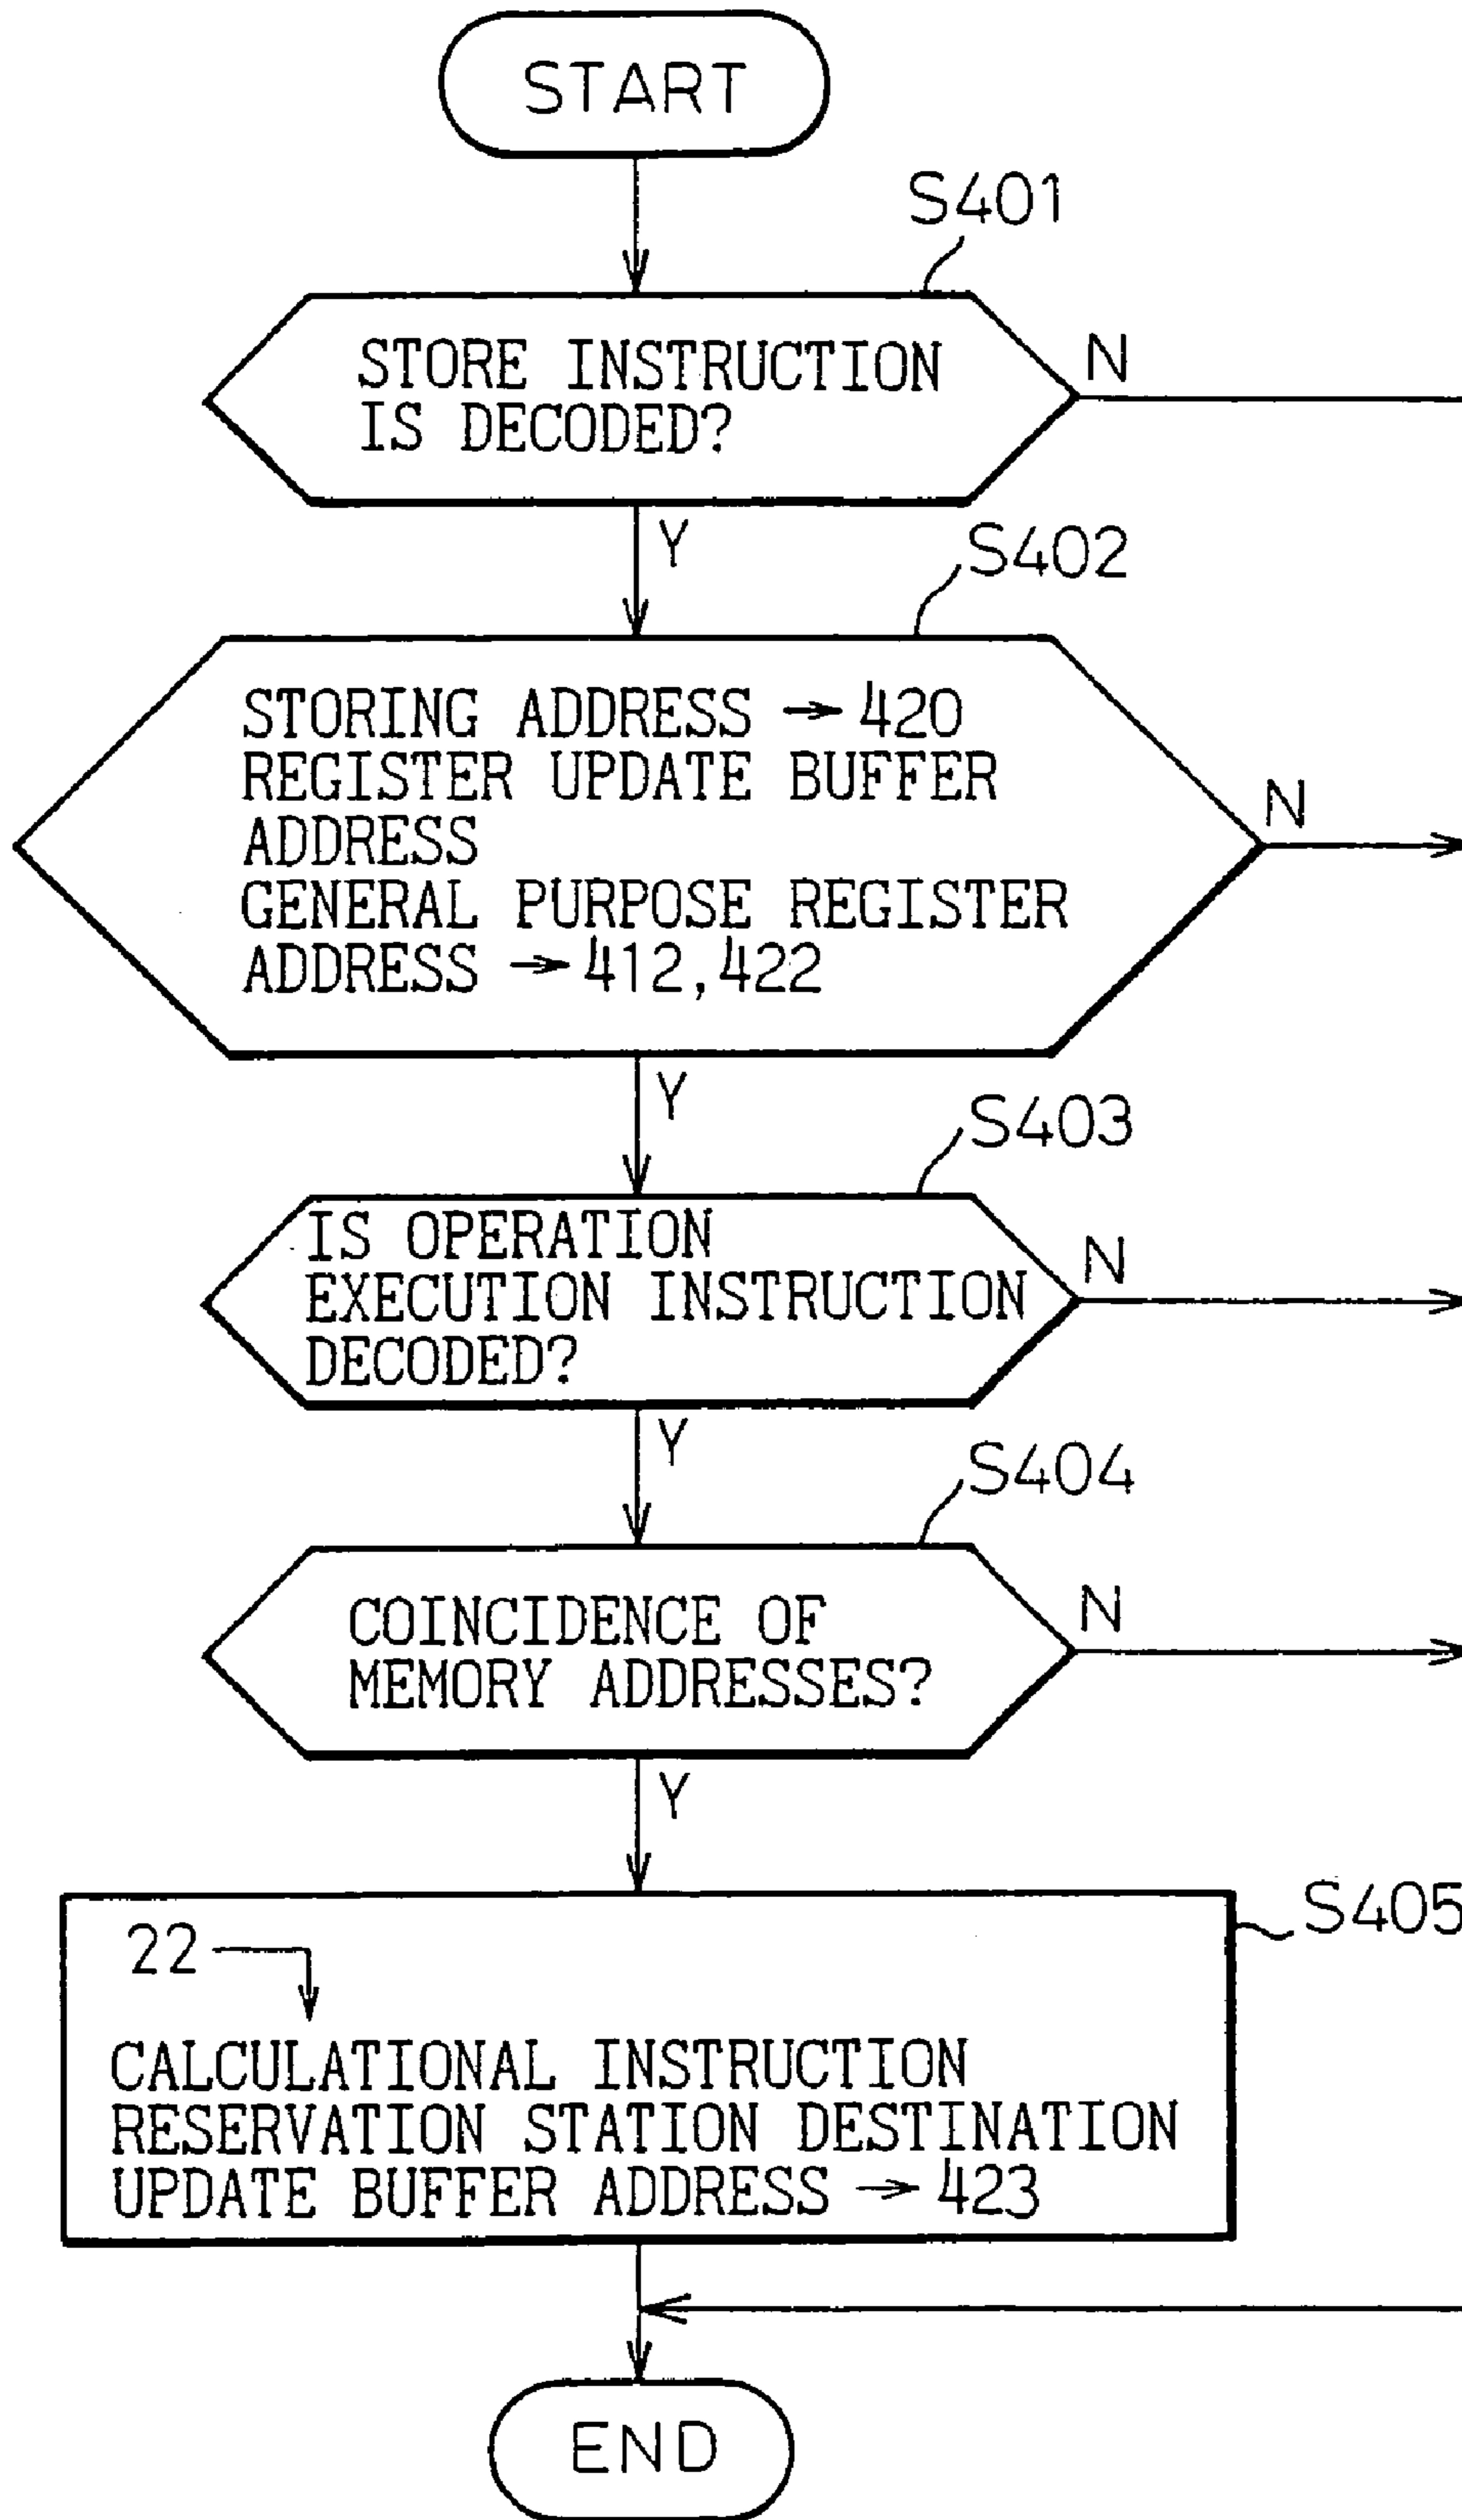 START
S401
STORE INSTRUCTION
IS DECODED?
N
Y
S402
STORING ADDRESS → 420
REGISTER UPDATE BUFFER
ADDRESS
GENERAL PURPOSE REGISTER
ADDRESS → 412,422
N
Y
S403
IS OPERATION
EXECUTION INSTRUCTION
DECODED?
N
Y
S404
COINCIDENCE OF
MEMORY ADDRESSES?
N
Y
S405
22
CALCULATIONAL INSTRUCTION
RESERVATION STATION DESTINATION
UPDATE BUFFER ADDRESS → 423
END